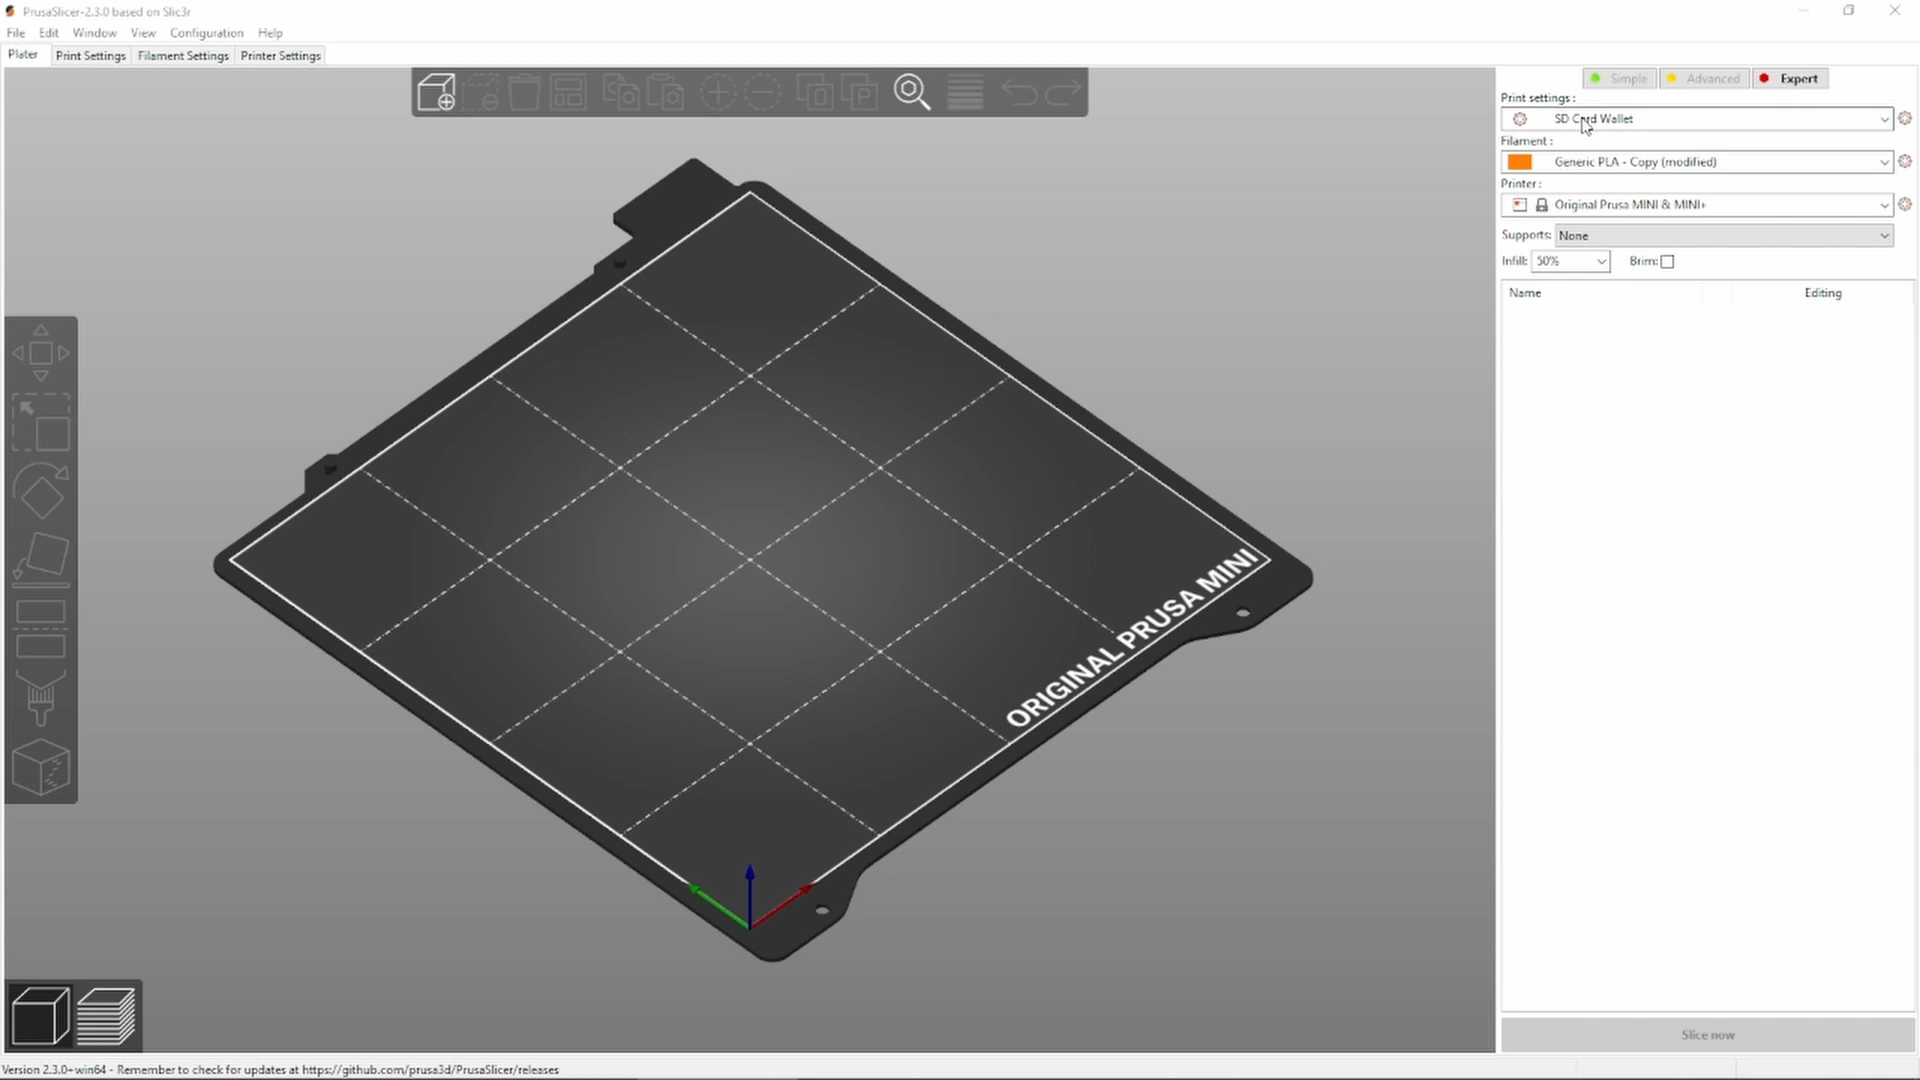 PrusaSlicer-2.3.0 based on Slic3r
File Edit Window View Configuration Help
Plater Print Settings Filament Settings Printer Settings
Simple Advanced Expert
Print settings :
SD Card Wallet
Filament :
Generic PLA - Copy (modified)
Printer :
Original Prusa MINI & MINI+
Supports: None
Infill: 50% Brim:
Name Editing
ORIGINAL PRUSA MINI
Slice now
Version 2.3.0+win64 - Remember to check for updates at https://github.com/prusa3d/PrusaSlicer/releases